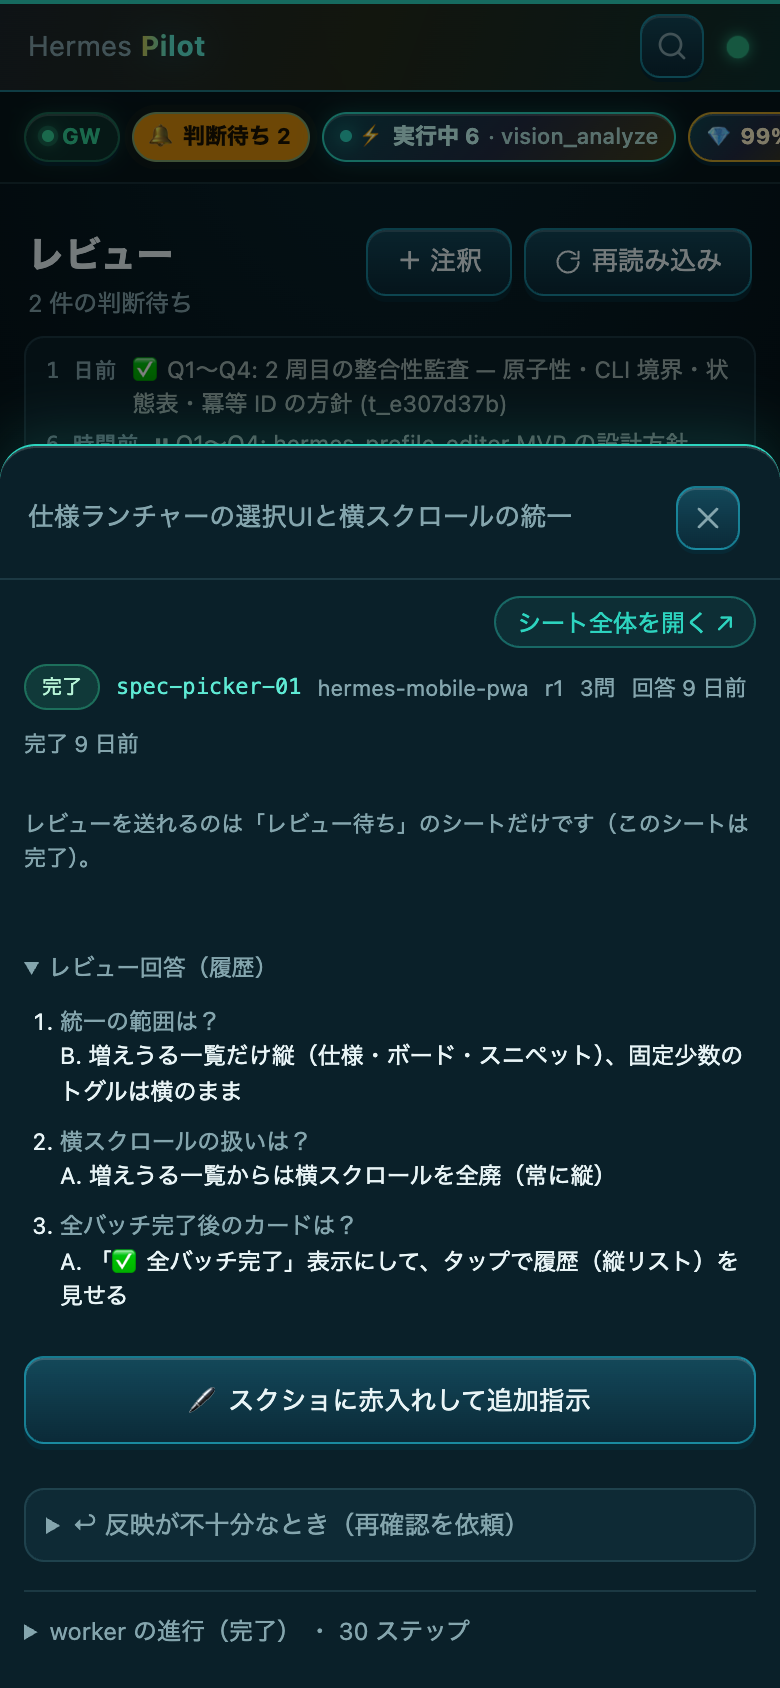 Hermes Pilot
GW
🔔 判断待ち 2
⚡ 実行中 6 · vision_analyze
💎 99%
レビュー
2 件の判断待ち
＋ 注釈
再読み込み
1 日前 ✅ Q1〜Q4: 2 周目の整合性監査 — 原子性・CLI 境界・状
態表・冪等 ID の方針 (t_e307d37b)
6 時間前 ⏸ Q1〜Q4: hermes-profile-editor MVP の設計方針
仕様ランチャーの選択UIと横スクロールの統一
シート全体を開く ↗
完了 spec-picker-01 hermes-mobile-pwa r1 3問 回答 9 日前
完了 9 日前
レビューを送れるのは「レビュー待ち」のシートだけです（このシートは
完了）。
▼ レビュー回答（履歴）
1. 統一の範囲は？
B. 増えうる一覧だけ縦（仕様・ボード・スニペット）、固定少数の
トグルは横のまま
2. 横スクロールの扱いは？
A. 増えうる一覧からは横スクロールを全廃（常に縦）
3. 全バッチ完了後のカードは？
A. 「✅ 全バッチ完了」表示にして、タップで履歴（縦リスト）を
見せる
🖋 スクショに赤入れして追加指示
▶ ↩ 反映が不十分なとき（再確認を依頼）
▶ worker の進行（完了） · 30 ステップ